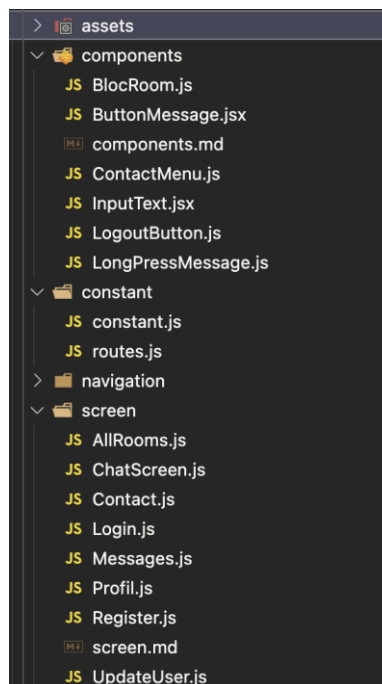 assets
components
JS BlocRoom.js
JS ButtonMessage.jsx
M↓ components.md
JS ContactMenu.js
JS InputText.jsx
JS LogoutButton.js
JS LongPressMessage.js
constant
JS constant.js
JS routes.js
navigation
screen
JS AllRooms.js
JS ChatScreen.js
JS Contact.js
JS Login.js
JS Messages.js
JS Profil.js
JS Register.js
M↓ screen.md
JS UpdateUser.js